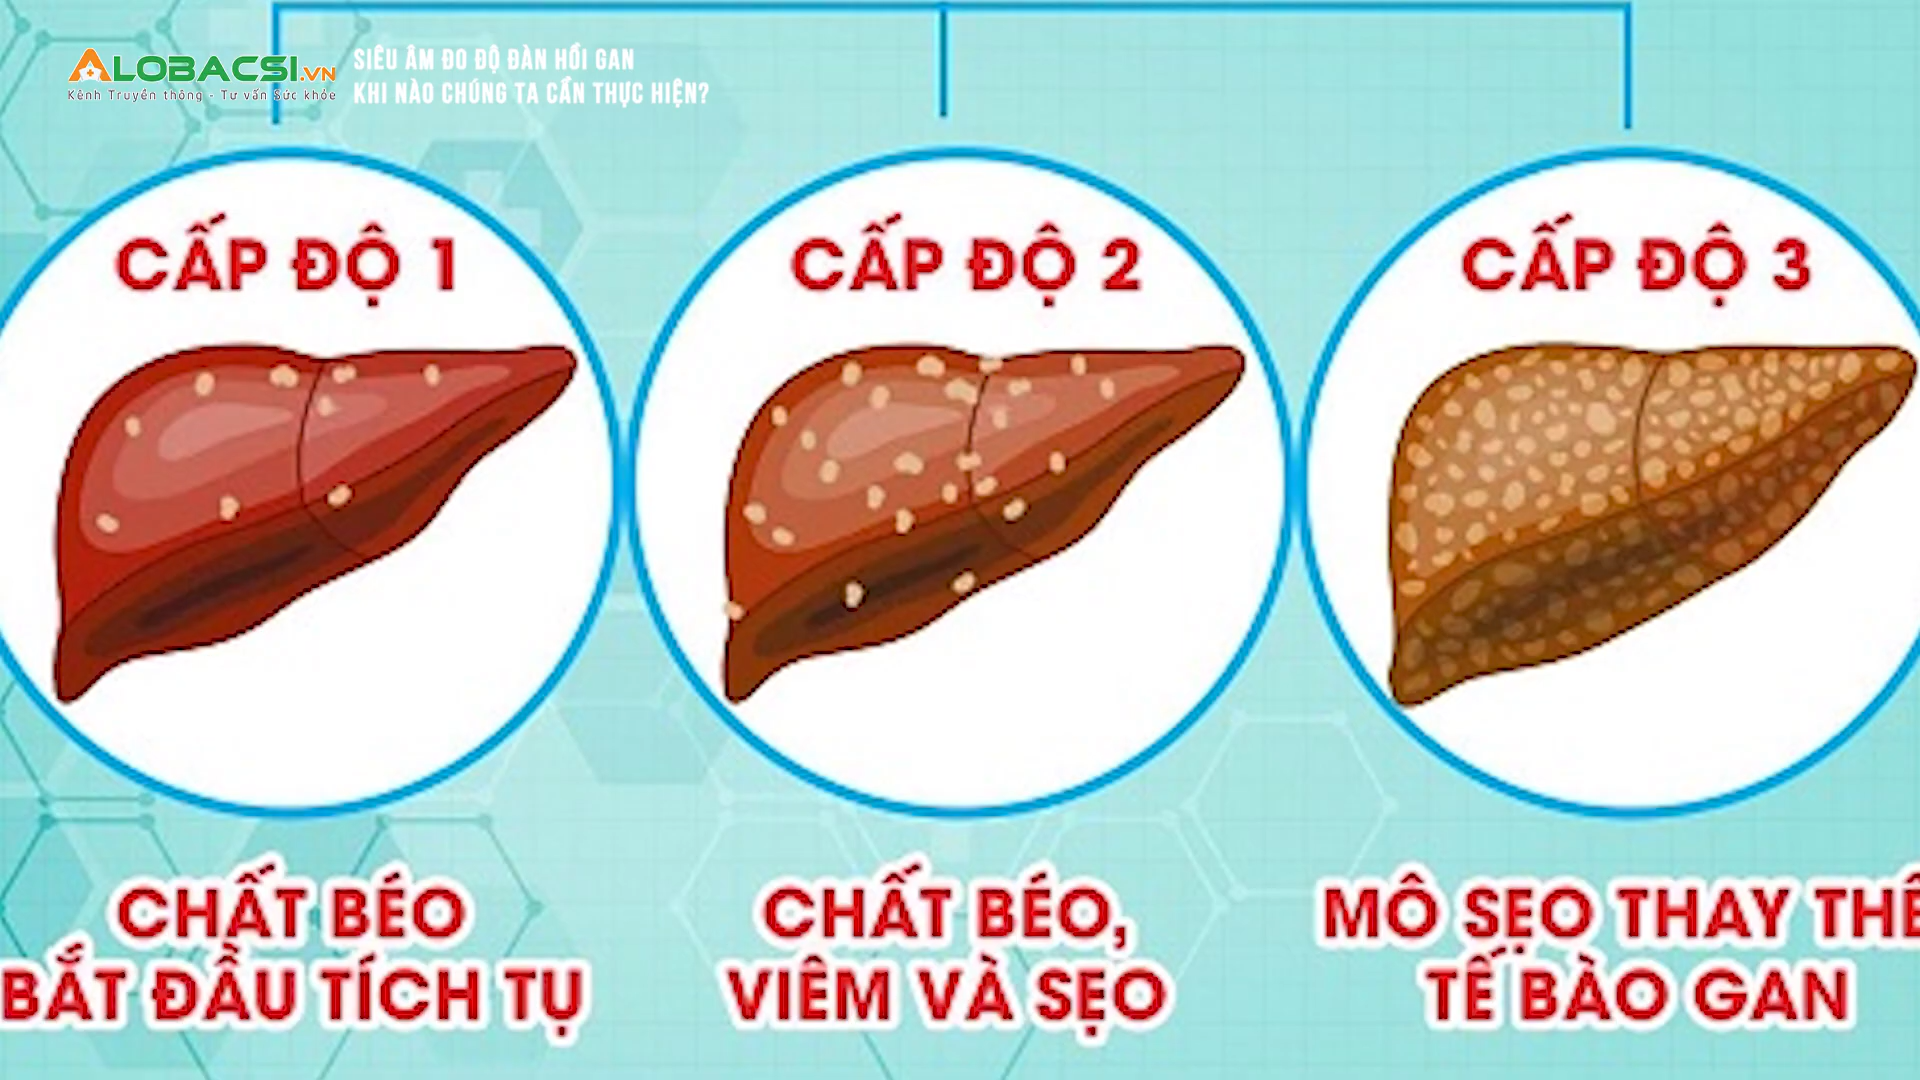 ALOBACSI.VN
Kênh Truyền thông - Tư vấn Sức khỏe
SIÊU ÂM ĐO ĐỘ ĐÀN HỒI GAN
KHI NÀO CHÚNG TA CẦN THỰC HIỆN?
CẤP ĐỘ 1
CẤP ĐỘ 2
CẤP ĐỘ 3
CHẤT BÉO
BẮT ĐẦU TÍCH TỤ
CHẤT BÉO,
VIÊM VÀ SẸO
MÔ SẸO THAY THẾ
TẾ BÀO GAN